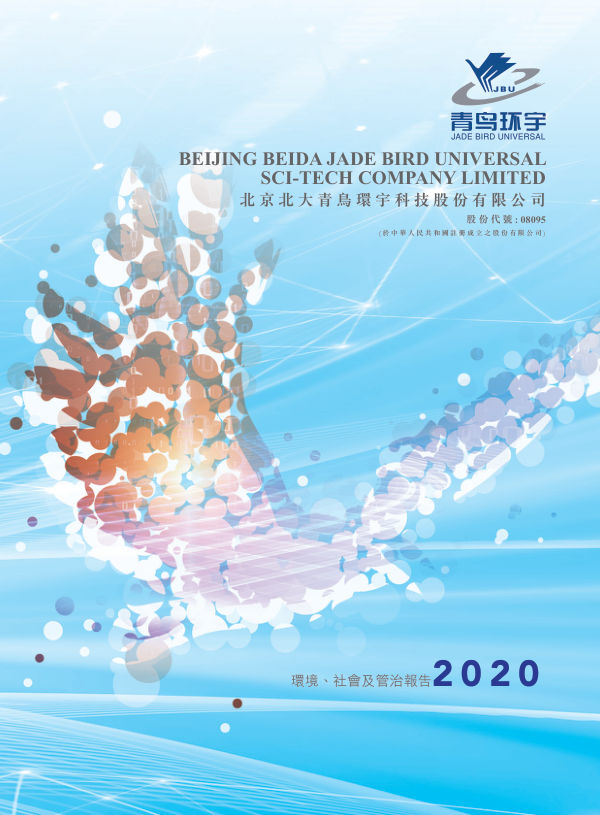 JBU
青鸟环宇
JADE BIRD UNIVERSAL
BEIJING BEIDA JADE BIRD UNIVERSAL
SCI-TECH COMPANY LIMITED
北京北大青鳥環宇科技股份有限公司
股份代號 : 08095
(於中華人民共和國註冊成立之股份有限公司)
環境、社會及管治報告 2020